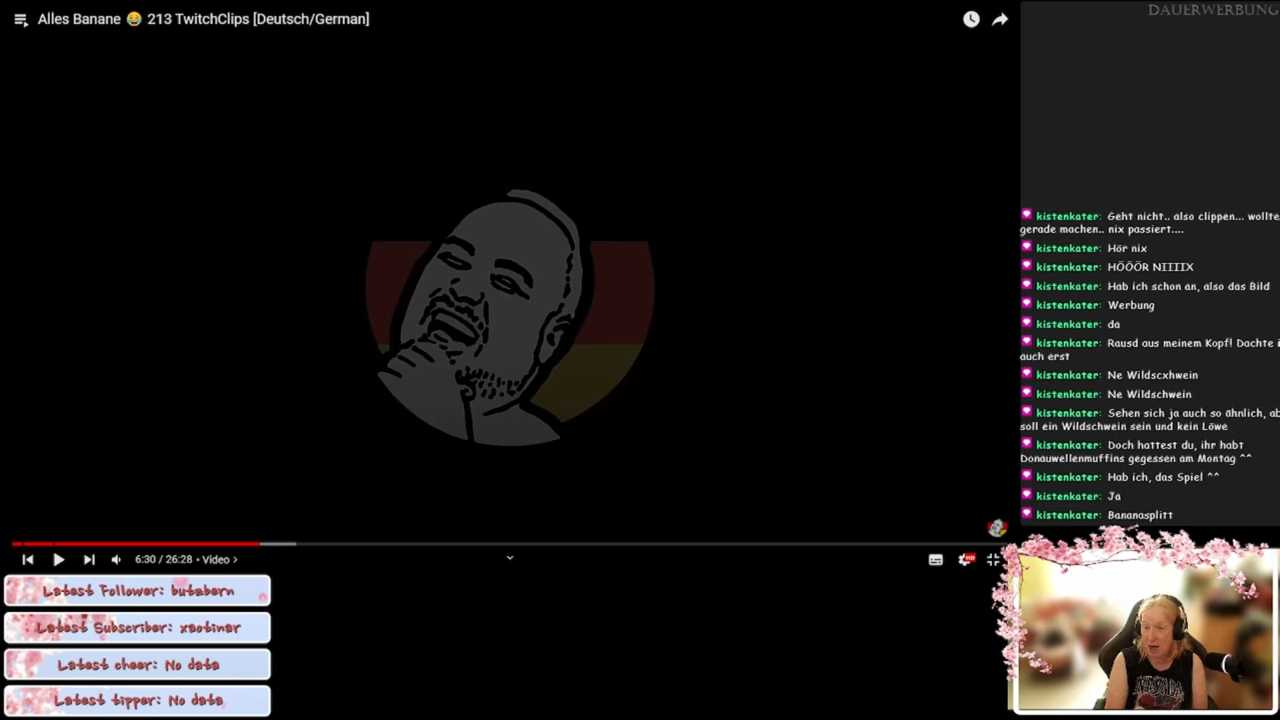 Alles Banane 😂 213 TwitchClips [Deutsch/German]
DAUERWERBUNG
kistenkater: Geht nicht.. also clippen... wollte
gerade machen.. nix passiert....
kistenkater: Hör nix
kistenkater: HÖÖÖR NIIIIX
kistenkater: Hab ich schon an, also das Bild
kistenkater: Werbung
kistenkater: da
kistenkater: Rausd aus meinem Kopf! Dachte
auch erst
kistenkater: Ne Wildscxhwein
kistenkater: Ne Wildschwein
kistenkater: Sehen sich ja auch so ähnlich,
soll ein Wildschwein sein und kein Löwe
kistenkater: Doch hattest du, ihr habt
Donauwellenmuffins gegessen am Montag ^^
kistenkater: Hab ich, das Spiel ^^
kistenkater: Ja
kistenkater: Bananasplitt
6:30 / 26:28 • Video ›
HD
Latest Follower: butabern
Latest Subscriber: xaotinar
Latest cheer: No data
Latest tipper: No data